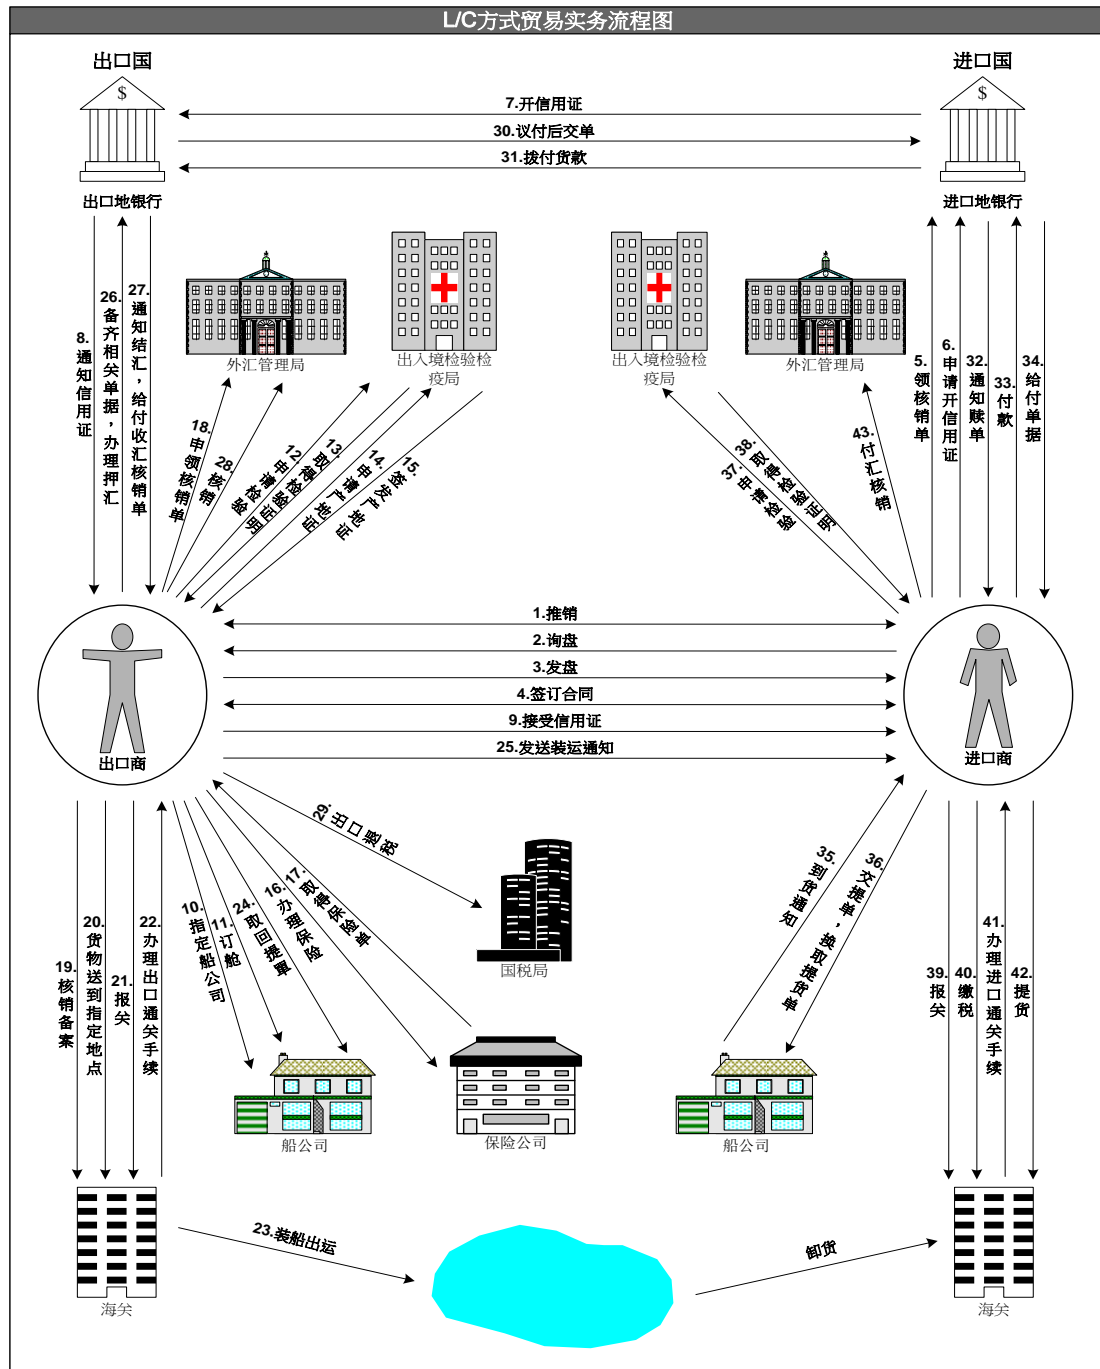 L/C方式贸易实务流程图
出口国
进口国
$
$
7.开信用证
30.议付后交单
31.拨付货款
出口地银行
进口地银行
8.通知信用证
26.备齐相关单据,办理押汇
27.通知结汇,给付收汇核销单
外汇管理局
出入境检验检
疫局
出入境检验检
疫局
外汇管理局
18.申领核销单
28.核销
12.申请检验
13.取得检验证明
14.申请产地证
15.签发产地证
37.申请检验
38.取得检验证明
43.付汇核销
5.领核销单
6.申请开信用证
32.通知赎单
33.付款
34.给付单据
1.推销
2.询盘
3.发盘
4.签订合同
9.接受信用证
25.发送装运通知
出口商
进口商
29.出口退税
19.核销备案
20.货物送到指定地点
21.报关
22.办理出口通关手续
10.指定船公司
11.订舱
24.取回提單
16.办理保险
17.取得保险单
国税局
35.到货通知
36.交提单,换取提货单
39.报关
40.缴税
41.办理进口通关手续
42.提货
船公司
保险公司
船公司
23.装船出运
卸货
海关
海关